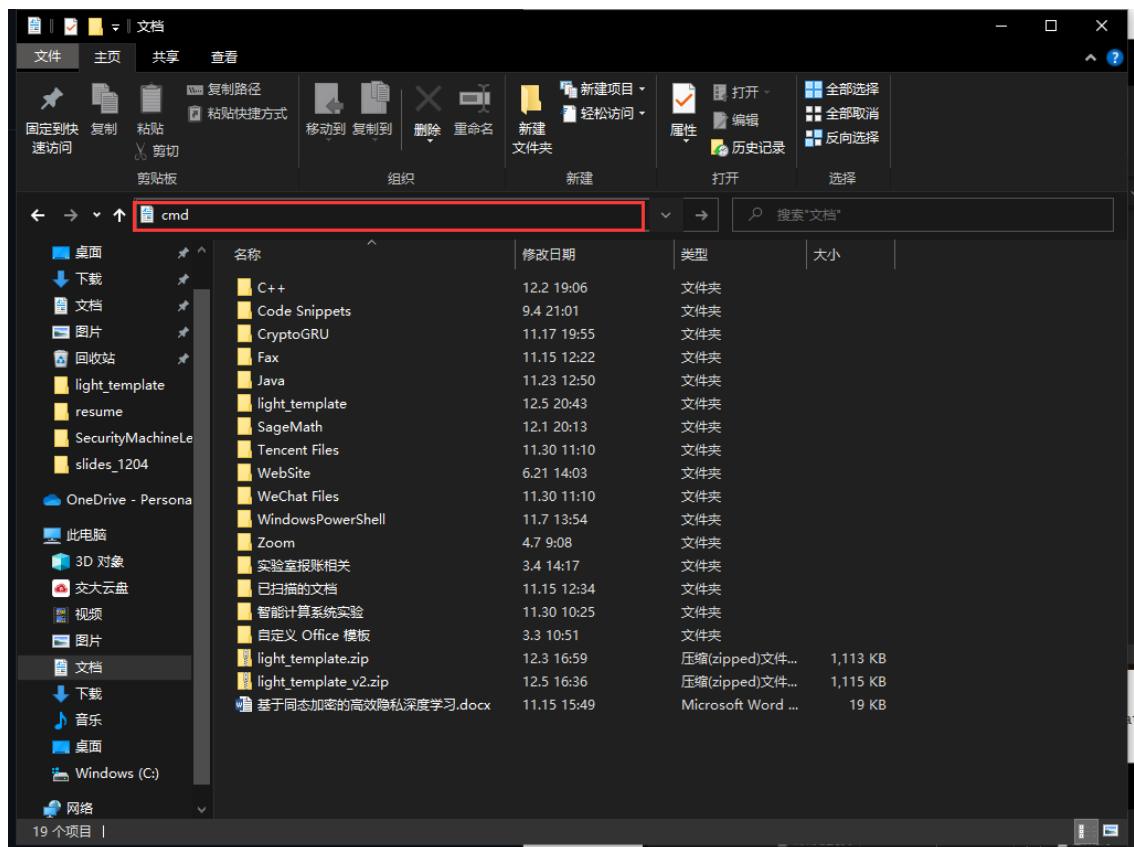 文档
文件 主页 共享 查看
固定到快速访问
复制
粘贴
复制路径
粘贴快捷方式
剪切
移动到 复制到 删除 重命名
新建文件夹
新建项目
轻松访问
属性
打开
编辑
历史记录
全部选择
全部取消
反向选择
剪贴板 组织 新建 打开 选择
cmd
搜索"文档"
桌面
下载
文档
图片
回收站
light_template
resume
SecurityMachineLe
slides_1204
OneDrive - Persona
此电脑
3D 对象
交大云盘
视频
图片
文档
下载
音乐
桌面
Windows (C:)
网络
名称 修改日期 类型 大小
C++ 12.2 19:06 文件夹
Code Snippets 9.4 21:01 文件夹
CryptoGRU 11.17 19:55 文件夹
Fax 11.15 12:22 文件夹
Java 11.23 12:50 文件夹
light_template 12.5 20:43 文件夹
SageMath 12.1 20:13 文件夹
Tencent Files 11.30 11:10 文件夹
WebSite 6.21 14:03 文件夹
WeChat Files 11.30 11:10 文件夹
WindowsPowerShell 11.7 13:54 文件夹
Zoom 4.7 9:08 文件夹
实验室报账相关 3.4 14:17 文件夹
已扫描的文档 11.15 12:34 文件夹
智能计算系统实验 11.30 10:25 文件夹
自定义 Office 模板 3.3 10:51 文件夹
light_template.zip 12.3 16:59 压缩(zipped)文件... 1,113 KB
light_template_v2.zip 12.5 16:36 压缩(zipped)文件... 1,115 KB
基于同态加密的高效隐私深度学习.docx 11.15 15:49 Microsoft Word ... 19 KB
19 个项目